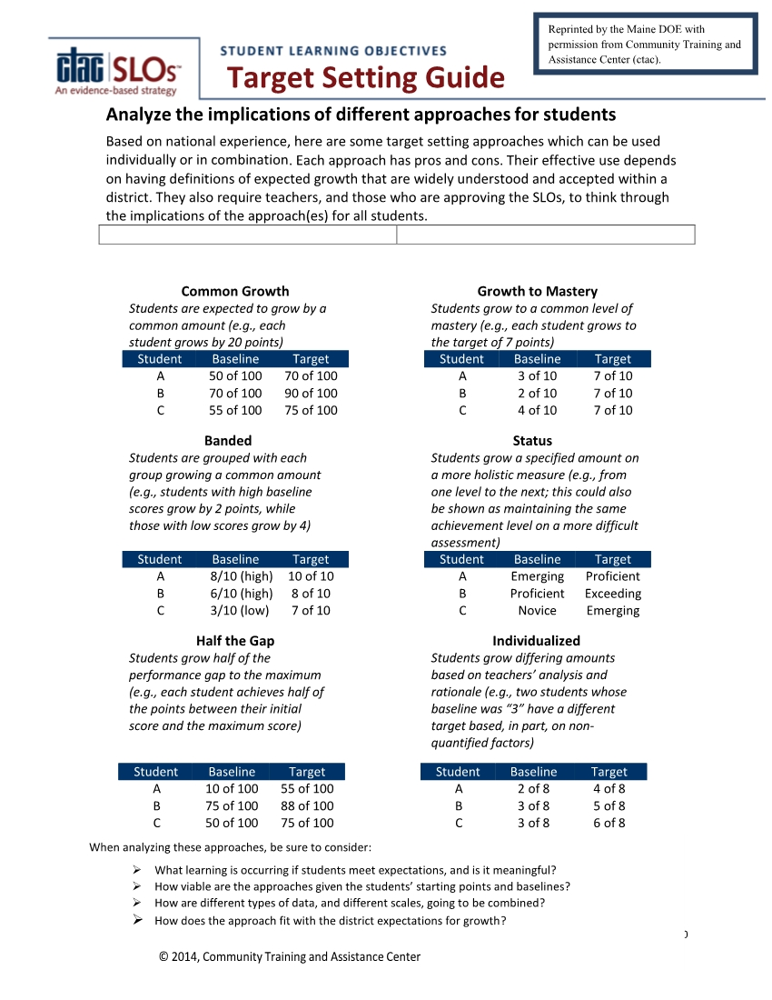 Reprinted by the Maine DOE with
permission from Community Training and
Assistance Center (ctac).
ctac SLOs™
An evidence-based strategy
STUDENT LEARNING OBJECTIVES
Target Setting Guide
Analyze the implications of different approaches for students
Based on national experience, here are some target setting approaches which can be used
individually or in combination. Each approach has pros and cons. Their effective use depends
on having definitions of expected growth that are widely understood and accepted within a
district. They also require teachers, and those who are approving the SLOs, to think through
the implications of the approach(es) for all students.
Common Growth
Students are expected to grow by a
common amount (e.g., each
student grows by 20 points)
Student Baseline Target
A 50 of 100 70 of 100
B 70 of 100 90 of 100
C 55 of 100 75 of 100
Growth to Mastery
Students grow to a common level of
mastery (e.g., each student grows to
the target of 7 points)
Student Baseline Target
A 3 of 10 7 of 10
B 2 of 10 7 of 10
C 4 of 10 7 of 10
Banded
Students are grouped with each
group growing a common amount
(e.g., students with high baseline
scores grow by 2 points, while
those with low scores grow by 4)
Student Baseline Target
A 8/10 (high) 10 of 10
B 6/10 (high) 8 of 10
C 3/10 (low) 7 of 10
Status
Students grow a specified amount on
a more holistic measure (e.g., from
one level to the next; this could also
be shown as maintaining the same
achievement level on a more difficult
assessment)
Student Baseline Target
A Emerging Proficient
B Proficient Exceeding
C Novice Emerging
Half the Gap
Students grow half of the
performance gap to the maximum
(e.g., each student achieves half of
the points between their initial
score and the maximum score)
Student Baseline Target
A 10 of 100 55 of 100
B 75 of 100 88 of 100
C 50 of 100 75 of 100
Individualized
Students grow differing amounts
based on teachers’ analysis and
rationale (e.g., two students whose
baseline was “3” have a different
target based, in part, on non-
quantified factors)
Student Baseline Target
A 2 of 8 4 of 8
B 3 of 8 5 of 8
C 3 of 8 6 of 8
When analyzing these approaches, be sure to consider:
➢ What learning is occurring if students meet expectations, and is it meaningful?
➢ How viable are the approaches given the students’ starting points and baselines?
➢ How are different types of data, and different scales, going to be combined?
➢ How does the approach fit with the district expectations for growth?
© 2014, Community Training and Assistance Center